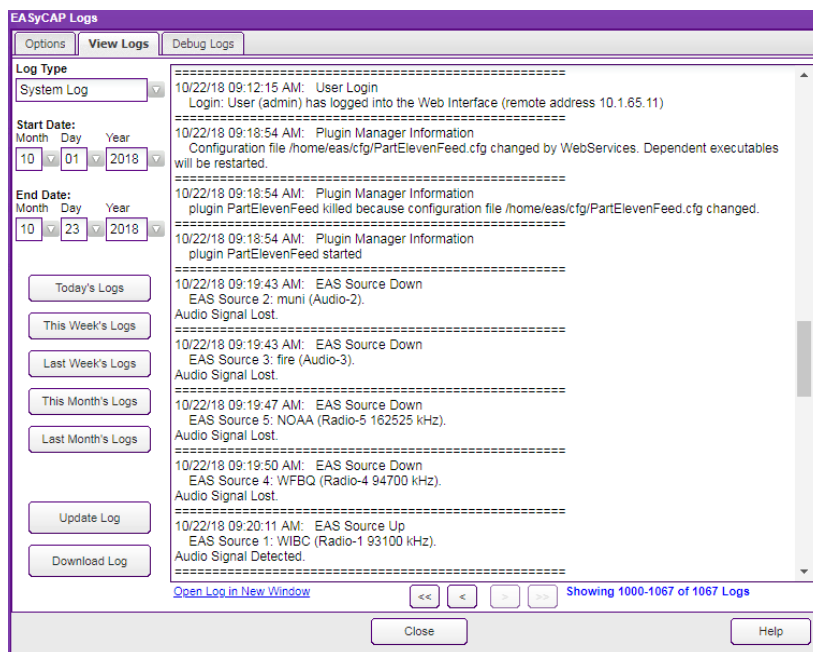 EASyCAP Logs
Options
View Logs
Debug Logs
Log Type
System Log
Start Date:
Month Day Year
10 01 2018
End Date:
Month Day Year
10 23 2018
Today's Logs
This Week's Logs
Last Week's Logs
This Month's Logs
Last Month's Logs
Update Log
Download Log
====================================================
10/22/18 09:12:15 AM: User Login
Login: User (admin) has logged into the Web Interface (remote address 10.1.65.11)
====================================================
10/22/18 09:18:54 AM: Plugin Manager Information
Configuration file /home/eas/cfg/PartElevenFeed.cfg changed by WebServices. Dependent executables
will be restarted.
====================================================
10/22/18 09:18:54 AM: Plugin Manager Information
plugin PartElevenFeed killed because configuration file /home/eas/cfg/PartElevenFeed.cfg changed.
====================================================
10/22/18 09:18:54 AM: Plugin Manager Information
plugin PartElevenFeed started
====================================================
10/22/18 09:19:43 AM: EAS Source Down
EAS Source 2: muni (Audio-2).
Audio Signal Lost.
====================================================
10/22/18 09:19:43 AM: EAS Source Down
EAS Source 3: fire (Audio-3).
Audio Signal Lost.
====================================================
10/22/18 09:19:47 AM: EAS Source Down
EAS Source 5: NOAA (Radio-5 162525 kHz).
Audio Signal Lost.
====================================================
10/22/18 09:19:50 AM: EAS Source Down
EAS Source 4: WFBQ (Radio-4 94700 kHz).
Audio Signal Lost.
====================================================
10/22/18 09:20:11 AM: EAS Source Up
EAS Source 1: WIBC (Radio-1 93100 kHz).
Audio Signal Detected.
====================================================
Open Log in New Window
<< < > >>
Showing 1000-1067 of 1067 Logs
Close
Help